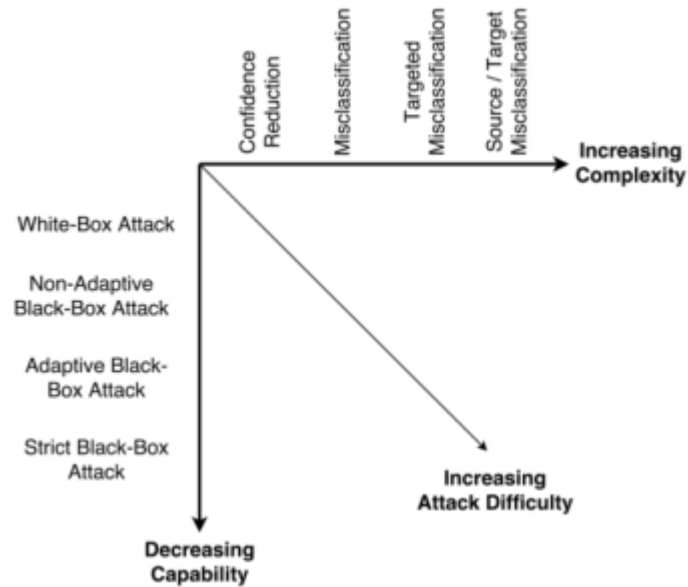 Confidence
Reduction
Misclassification
Targeted
Misclassification
Source / Target
Misclassification
Increasing
Complexity
White-Box Attack
Non-Adaptive
Black-Box Attack
Adaptive Black-
Box Attack
Strict Black-Box
Attack
Increasing
Attack Difficulty
Decreasing
Capability